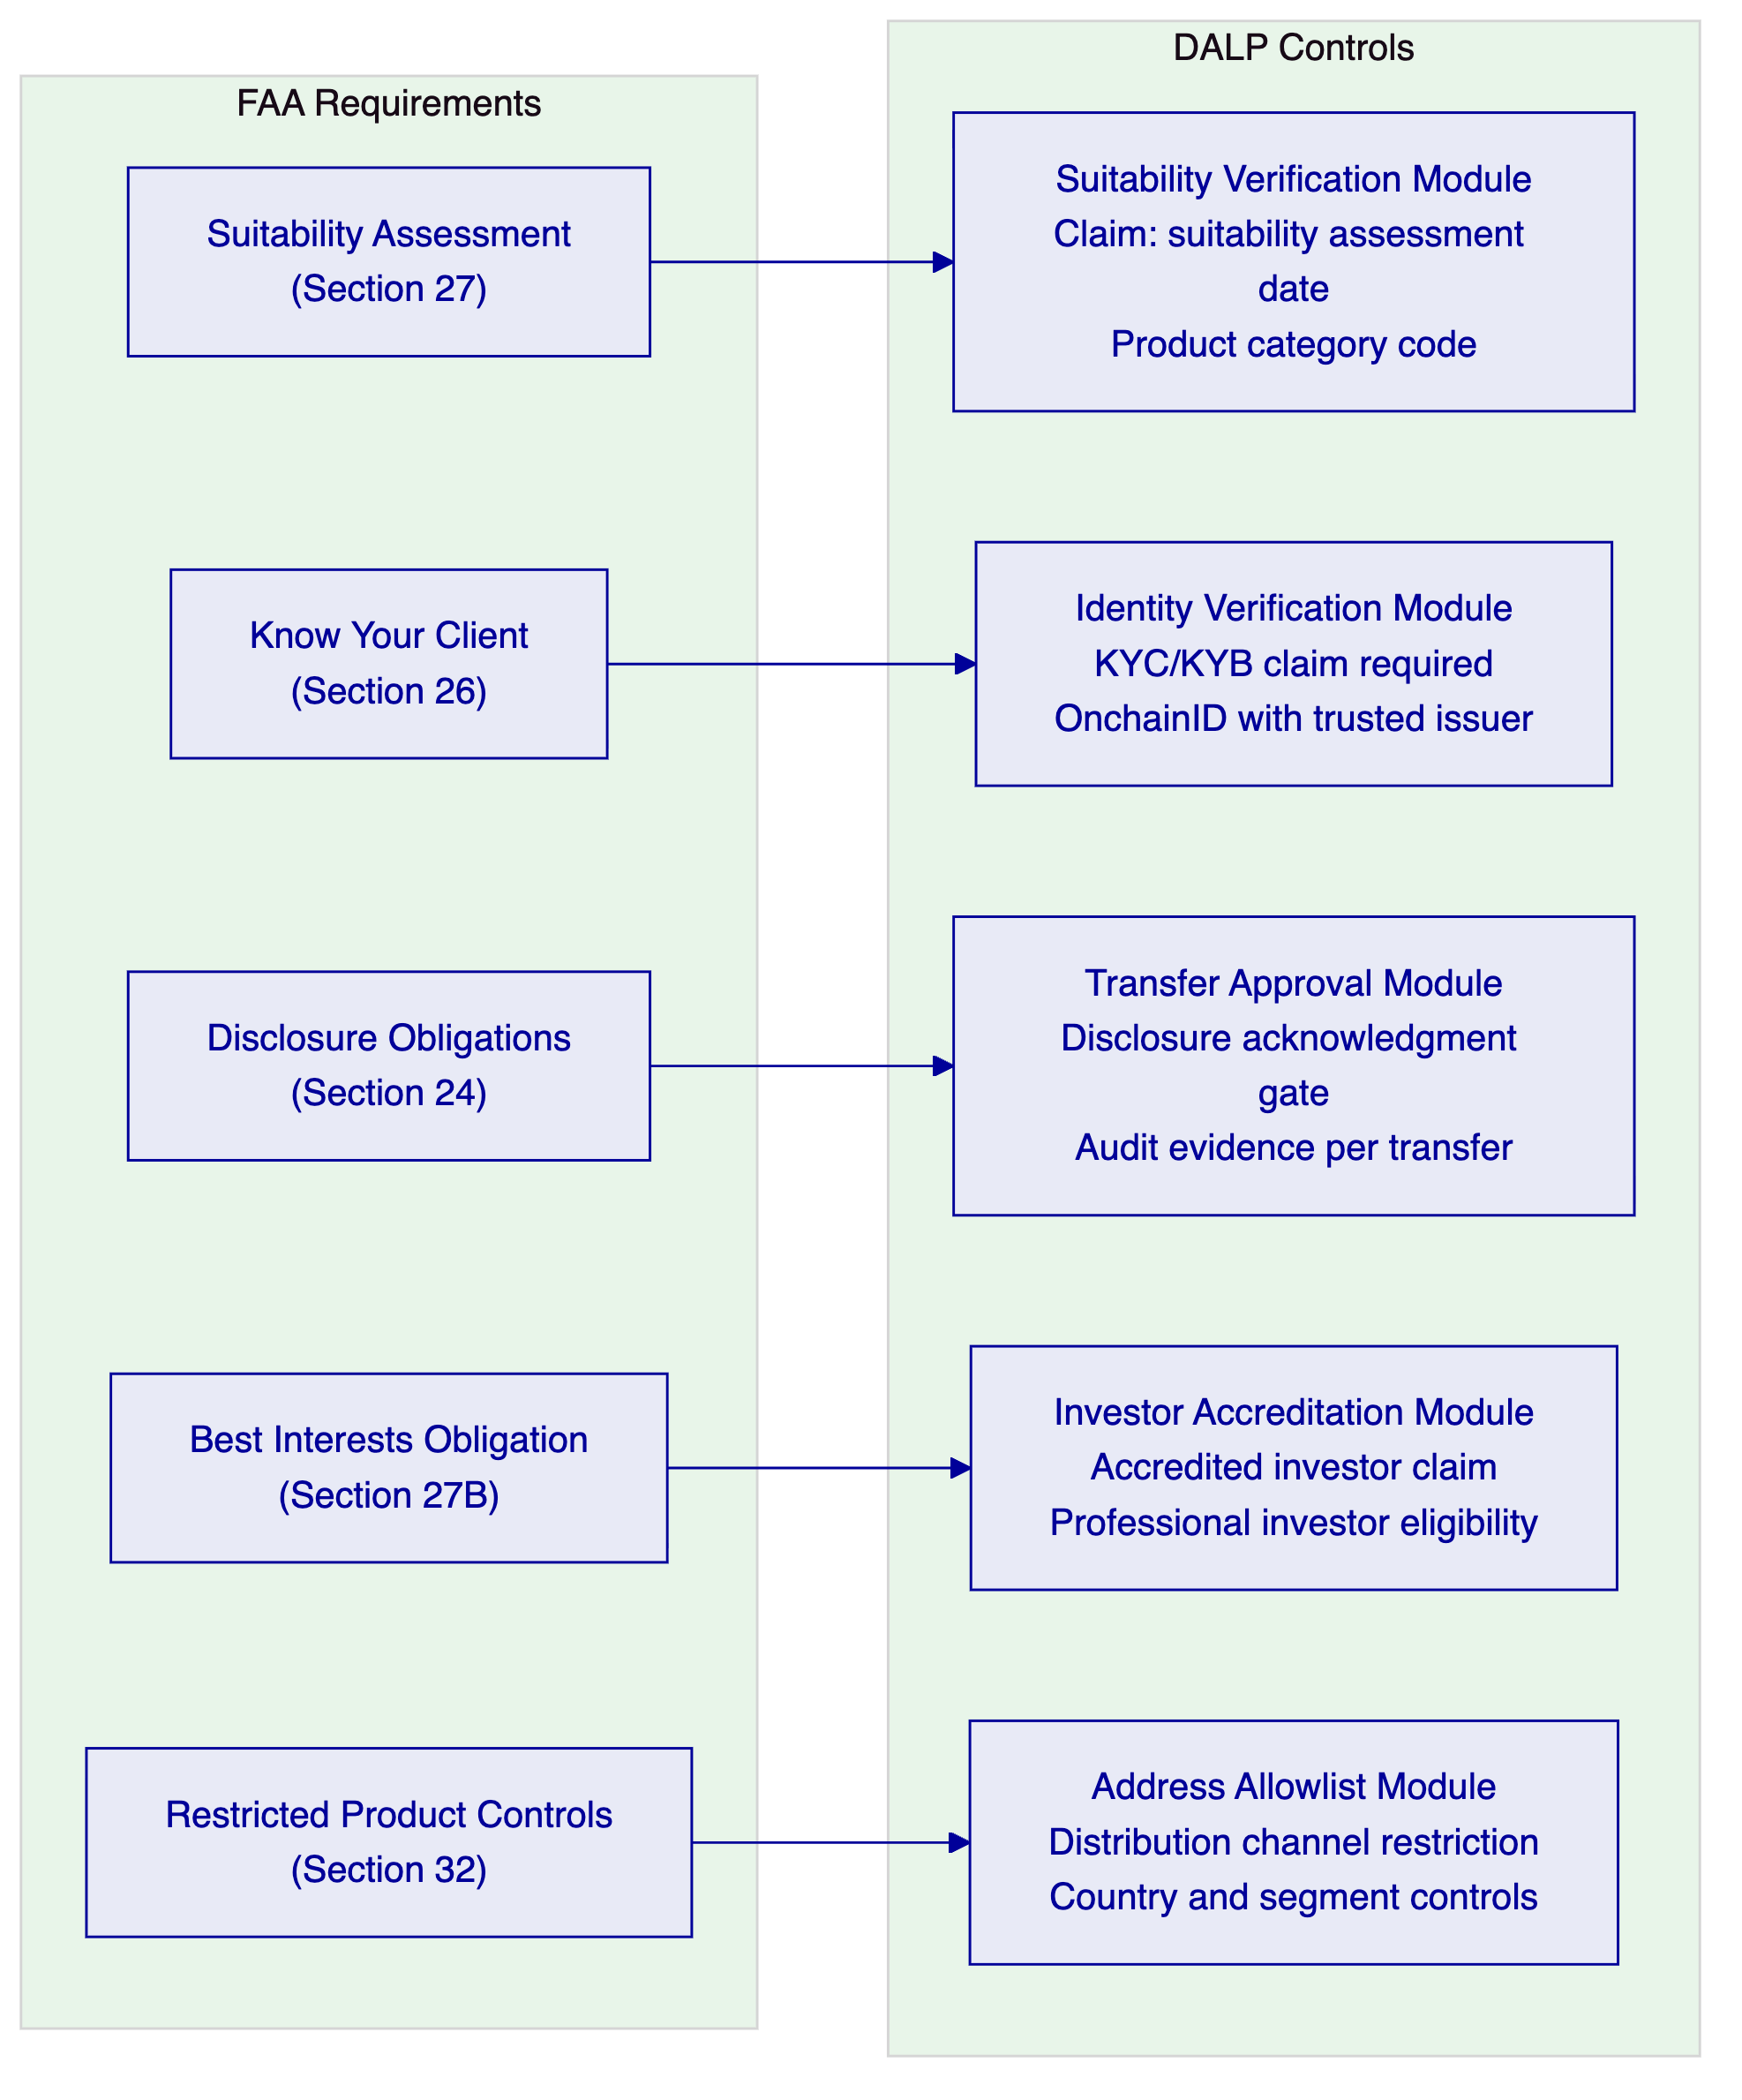 FAA Requirements
Suitability Assessment
(Section 27)
Know Your Client
(Section 26)
Disclosure Obligations
(Section 24)
Best Interests Obligation
(Section 27B)
Restricted Product Controls
(Section 32)
DALP Controls
Suitability Verification Module
Claim: suitability assessment
date
Product category code
Identity Verification Module
KYC/KYB claim required
OnchainID with trusted issuer
Transfer Approval Module
Disclosure acknowledgment
gate
Audit evidence per transfer
Investor Accreditation Module
Accredited investor claim
Professional investor eligibility
Address Allowlist Module
Distribution channel restriction
Country and segment controls